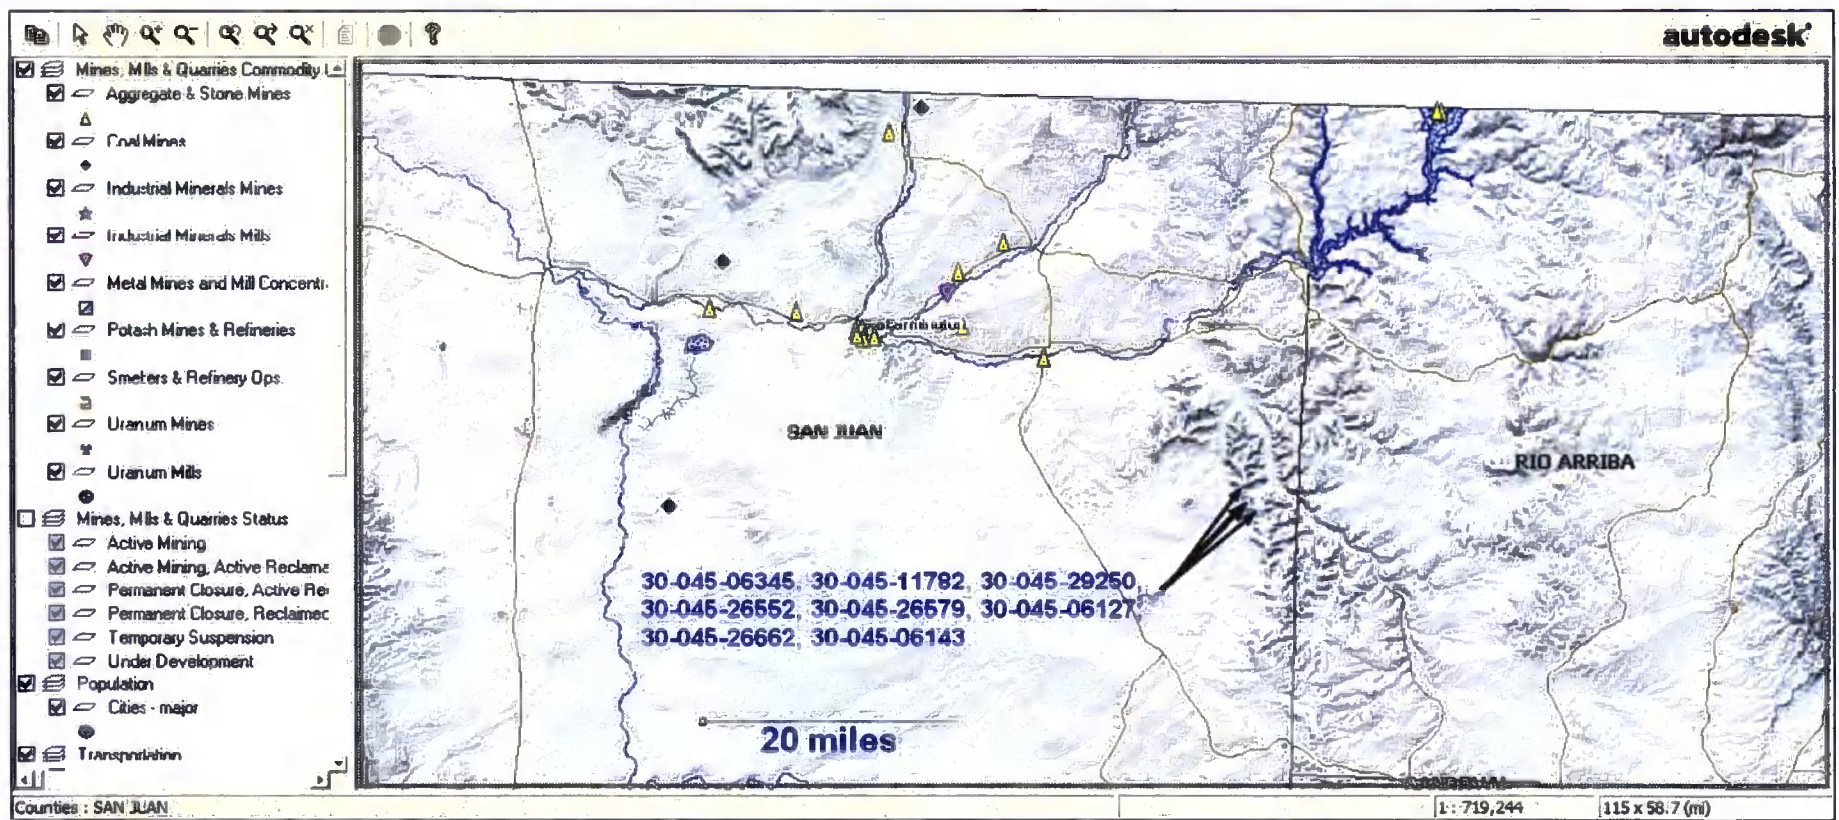 autodesk
Mines, Mills & Quarries Commodity
Aggregate & Stone Mines
Coal Mines
Industrial Minerals Mines
Industrial Minerals Mills
Metal Mines and Mill Concentr
Potash Mines & Refineries
Smelters & Refinery Ops.
Uranium Mines
Uranium Mills
Mines, Mills & Quarries Status
Active Mining
Active Mining, Active Reclama
Permanent Closure, Active Re
Permanent Closure, Reclaimed
Temporary Suspension
Under Development
Population
Cities - major
Transportation
Farmington
SAN JUAN
RIO ARRIBA
30-045-06345, 30-045-11782, 30-045-29250,
30-045-26552, 30-045-26579, 30-045-06127,
30-045-26662, 30-045-06143
20 miles
SANDOVAL
Counties : SAN JUAN
1 : 719,244
115 x 58.7 (mi)